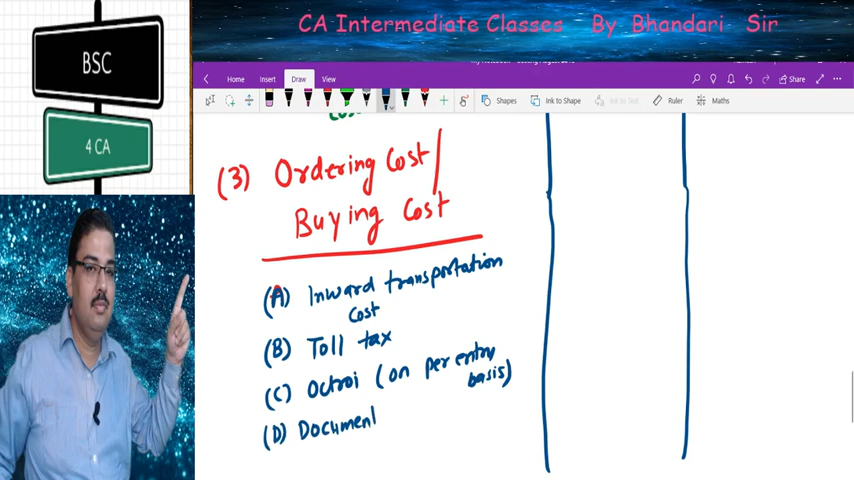 CA Intermediate Classes By Bhandari Sir
BSC
4 CA
Home Insert Draw View
Share
Shapes Ink to Shape Ink to Text Ruler Maths
(3) Ordering Cost/
Buying Cost
(A) Inward transportation
cost
(B) Toll tax
(C) Octroi (on per entry
basis)
(D) Document